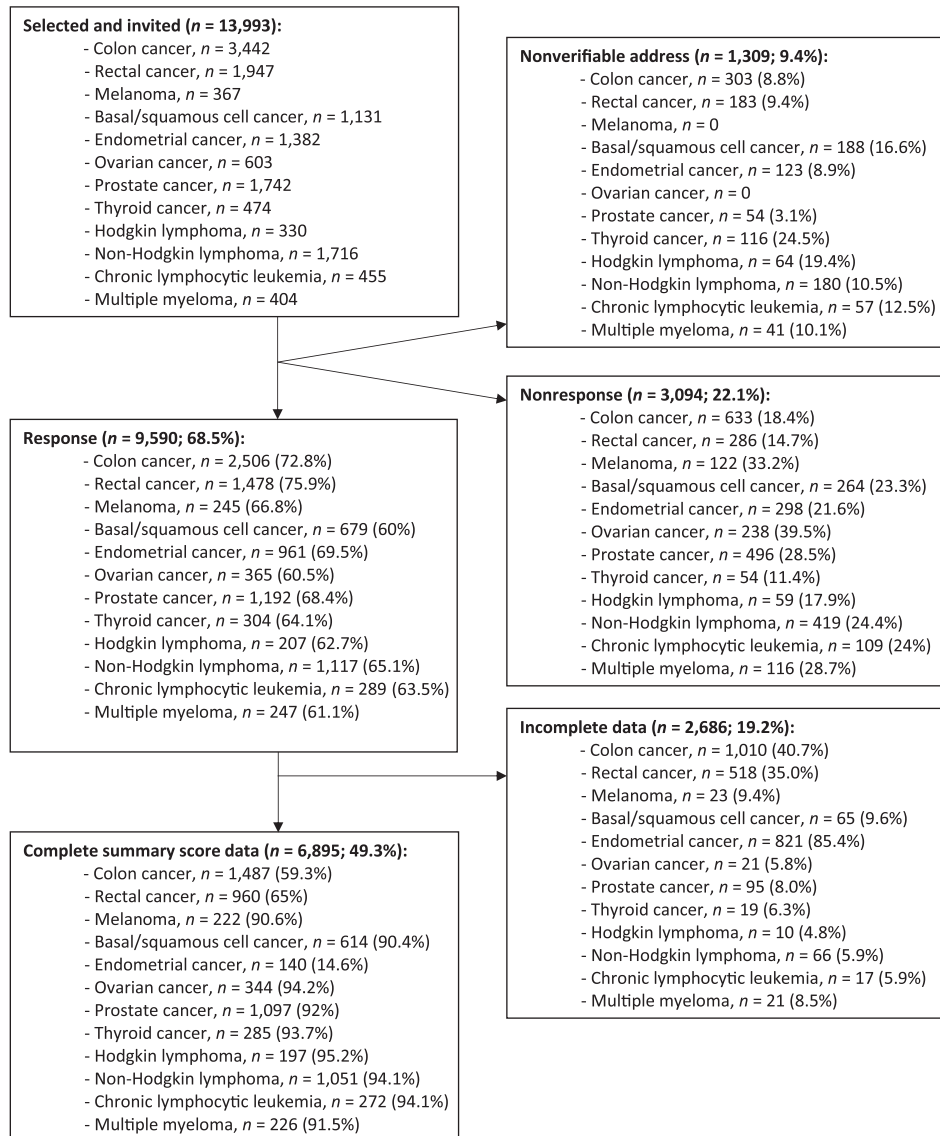 Selected and invited (n = 13,993):
- Colon cancer, n = 3,442
- Rectal cancer, n = 1,947
- Melanoma, n = 367
- Basal/squamous cell cancer, n = 1,131
- Endometrial cancer, n = 1,382
- Ovarian cancer, n = 603
- Prostate cancer, n = 1,742
- Thyroid cancer, n = 474
- Hodgkin lymphoma, n = 330
- Non-Hodgkin lymphoma, n = 1,716
- Chronic lymphocytic leukemia, n = 455
- Multiple myeloma, n = 404
Nonverifiable address (n = 1,309; 9.4%):
- Colon cancer, n = 303 (8.8%)
- Rectal cancer, n = 183 (9.4%)
- Melanoma, n = 0
- Basal/squamous cell cancer, n = 188 (16.6%)
- Endometrial cancer, n = 123 (8.9%)
- Ovarian cancer, n = 0
- Prostate cancer, n = 54 (3.1%)
- Thyroid cancer, n = 116 (24.5%)
- Hodgkin lymphoma, n = 64 (19.4%)
- Non-Hodgkin lymphoma, n = 180 (10.5%)
- Chronic lymphocytic leukemia, n = 57 (12.5%)
- Multiple myeloma, n = 41 (10.1%)
Nonresponse (n = 3,094; 22.1%):
- Colon cancer, n = 633 (18.4%)
- Rectal cancer, n = 286 (14.7%)
- Melanoma, n = 122 (33.2%)
- Basal/squamous cell cancer, n = 264 (23.3%)
- Endometrial cancer, n = 298 (21.6%)
- Ovarian cancer, n = 238 (39.5%)
- Prostate cancer, n = 496 (28.5%)
- Thyroid cancer, n = 54 (11.4%)
- Hodgkin lymphoma, n = 59 (17.9%)
- Non-Hodgkin lymphoma, n = 419 (24.4%)
- Chronic lymphocytic leukemia, n = 109 (24%)
- Multiple myeloma, n = 116 (28.7%)
Response (n = 9,590; 68.5%):
- Colon cancer, n = 2,506 (72.8%)
- Rectal cancer, n = 1,478 (75.9%)
- Melanoma, n = 245 (66.8%)
- Basal/squamous cell cancer, n = 679 (60%)
- Endometrial cancer, n = 961 (69.5%)
- Ovarian cancer, n = 365 (60.5%)
- Prostate cancer, n = 1,192 (68.4%)
- Thyroid cancer, n = 304 (64.1%)
- Hodgkin lymphoma, n = 207 (62.7%)
- Non-Hodgkin lymphoma, n = 1,117 (65.1%)
- Chronic lymphocytic leukemia, n = 289 (63.5%)
- Multiple myeloma, n = 247 (61.1%)
Incomplete data (n = 2,686; 19.2%):
- Colon cancer, n = 1,010 (40.7%)
- Rectal cancer, n = 518 (35.0%)
- Melanoma, n = 23 (9.4%)
- Basal/squamous cell cancer, n = 65 (9.6%)
- Endometrial cancer, n = 821 (85.4%)
- Ovarian cancer, n = 21 (5.8%)
- Prostate cancer, n = 95 (8.0%)
- Thyroid cancer, n = 19 (6.3%)
- Hodgkin lymphoma, n = 10 (4.8%)
- Non-Hodgkin lymphoma, n = 66 (5.9%)
- Chronic lymphocytic leukemia, n = 17 (5.9%)
- Multiple myeloma, n = 21 (8.5%)
Complete summary score data (n = 6,895; 49.3%):
- Colon cancer, n = 1,487 (59.3%)
- Rectal cancer, n = 960 (65%)
- Melanoma, n = 222 (90.6%)
- Basal/squamous cell cancer, n = 614 (90.4%)
- Endometrial cancer, n = 140 (14.6%)
- Ovarian cancer, n = 344 (94.2%)
- Prostate cancer, n = 1,097 (92%)
- Thyroid cancer, n = 285 (93.7%)
- Hodgkin lymphoma, n = 197 (95.2%)
- Non-Hodgkin lymphoma, n = 1,051 (94.1%)
- Chronic lymphocytic leukemia, n = 272 (94.1%)
- Multiple myeloma, n = 226 (91.5%)